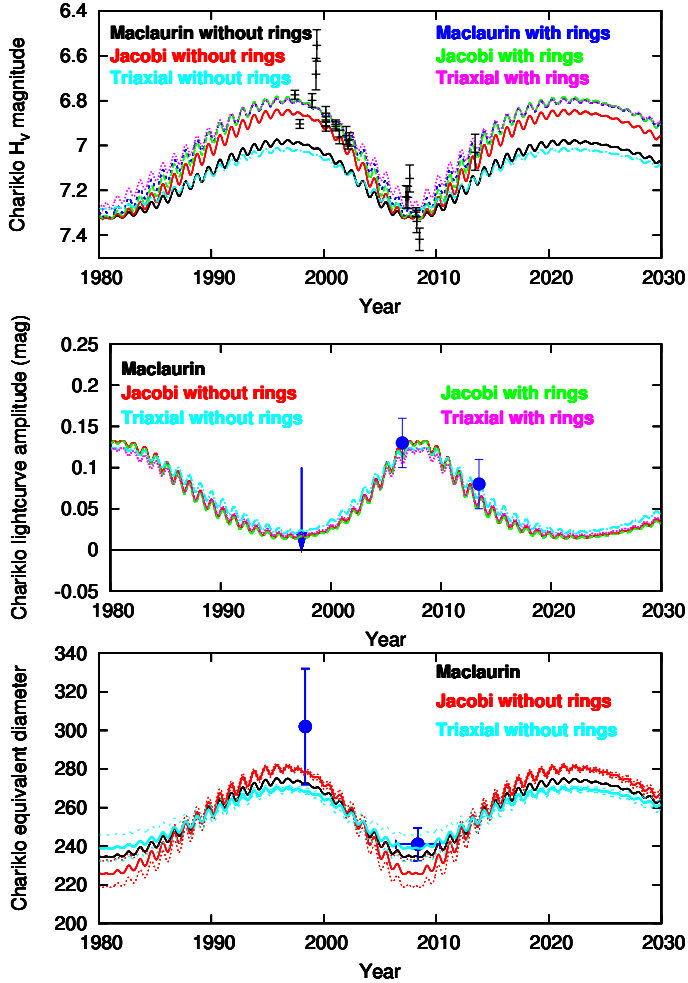 6.4
6.8
7
7.2
7.4
Chariklo Hv magnitude
Maclaurin without rings
Jacobi without rings
Triaxial without rings
Maclaurin with rings
Jacobi with rings
Triaxial with rings
1980 1990 2000 2010 2020 2030
Year
0.25
0.2
0.15
0.1
0.05
0
-0.05
Chariklo lightcurve amplitude (mag)
Maclaurin
Jacobi without rings
Triaxial without rings
Jacobi with rings
Triaxial with rings
1980 1990 2000 2010 2020 2030
Year
340
320
300
280
260
240
220
200
Chariklo equivalent diameter
Maclaurin
Jacobi without rings
Triaxial without rings
1980 1990 2000 2010 2020 2030
Year